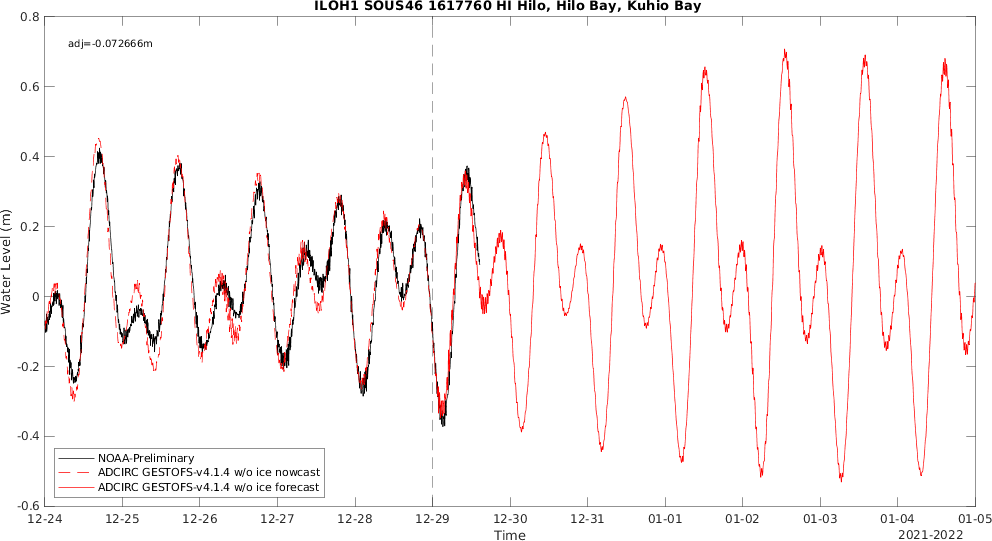 ILOH1 SOUS46 1617760 HI Hilo, Hilo Bay, Kuhio Bay
0.8
adj=-0.072666m
0.6
0.4
0.2
0
-0.2
-0.4
-0.6
Water Level (m)
NOAA-Preliminary
ADCIRC GESTOFS-v4.1.4 w/o ice nowcast
ADCIRC GESTOFS-v4.1.4 w/o ice forecast
12-24 12-25 12-26 12-27 12-28 12-29 12-30 12-31 01-01 01-02 01-03 01-04 01-05
Time
2021-2022